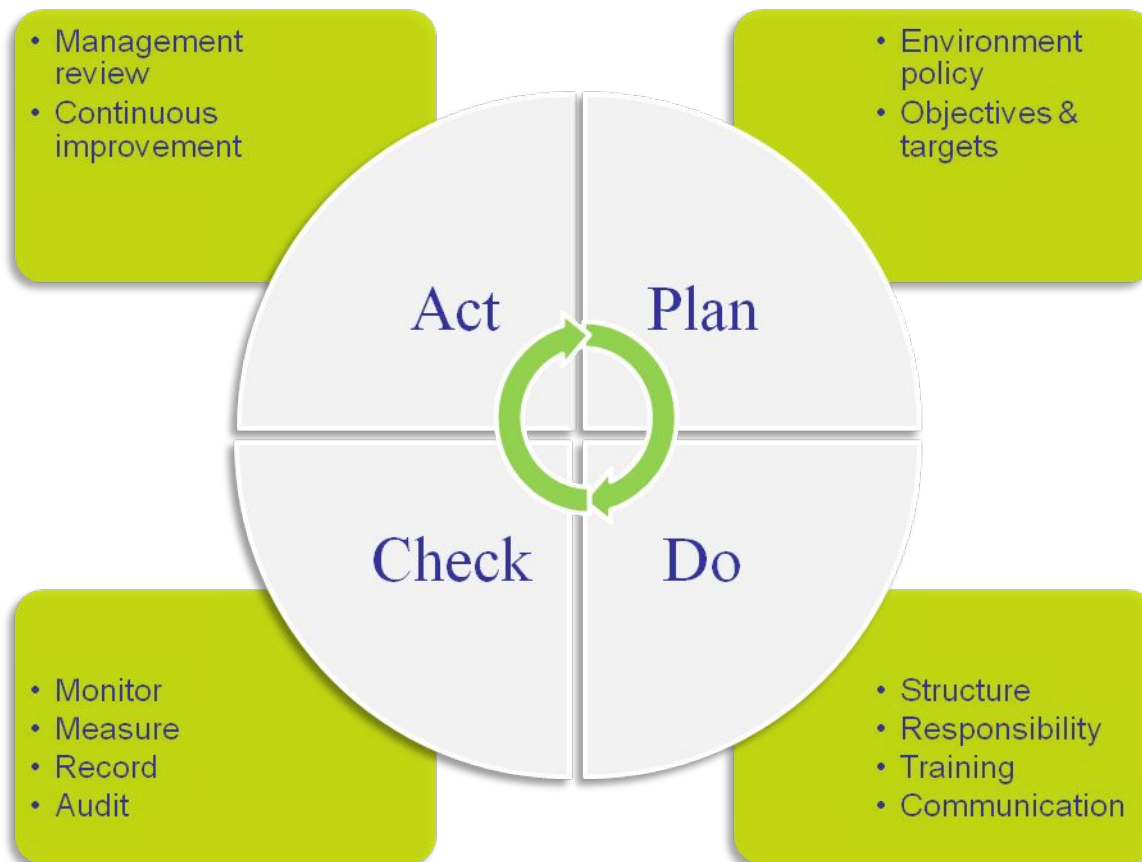 • Management
review
• Continuous
improvement
• Environment
policy
• Objectives &
targets
Act
Plan
Check
Do
• Monitor
• Measure
• Record
• Audit
• Structure
• Responsibility
• Training
• Communication